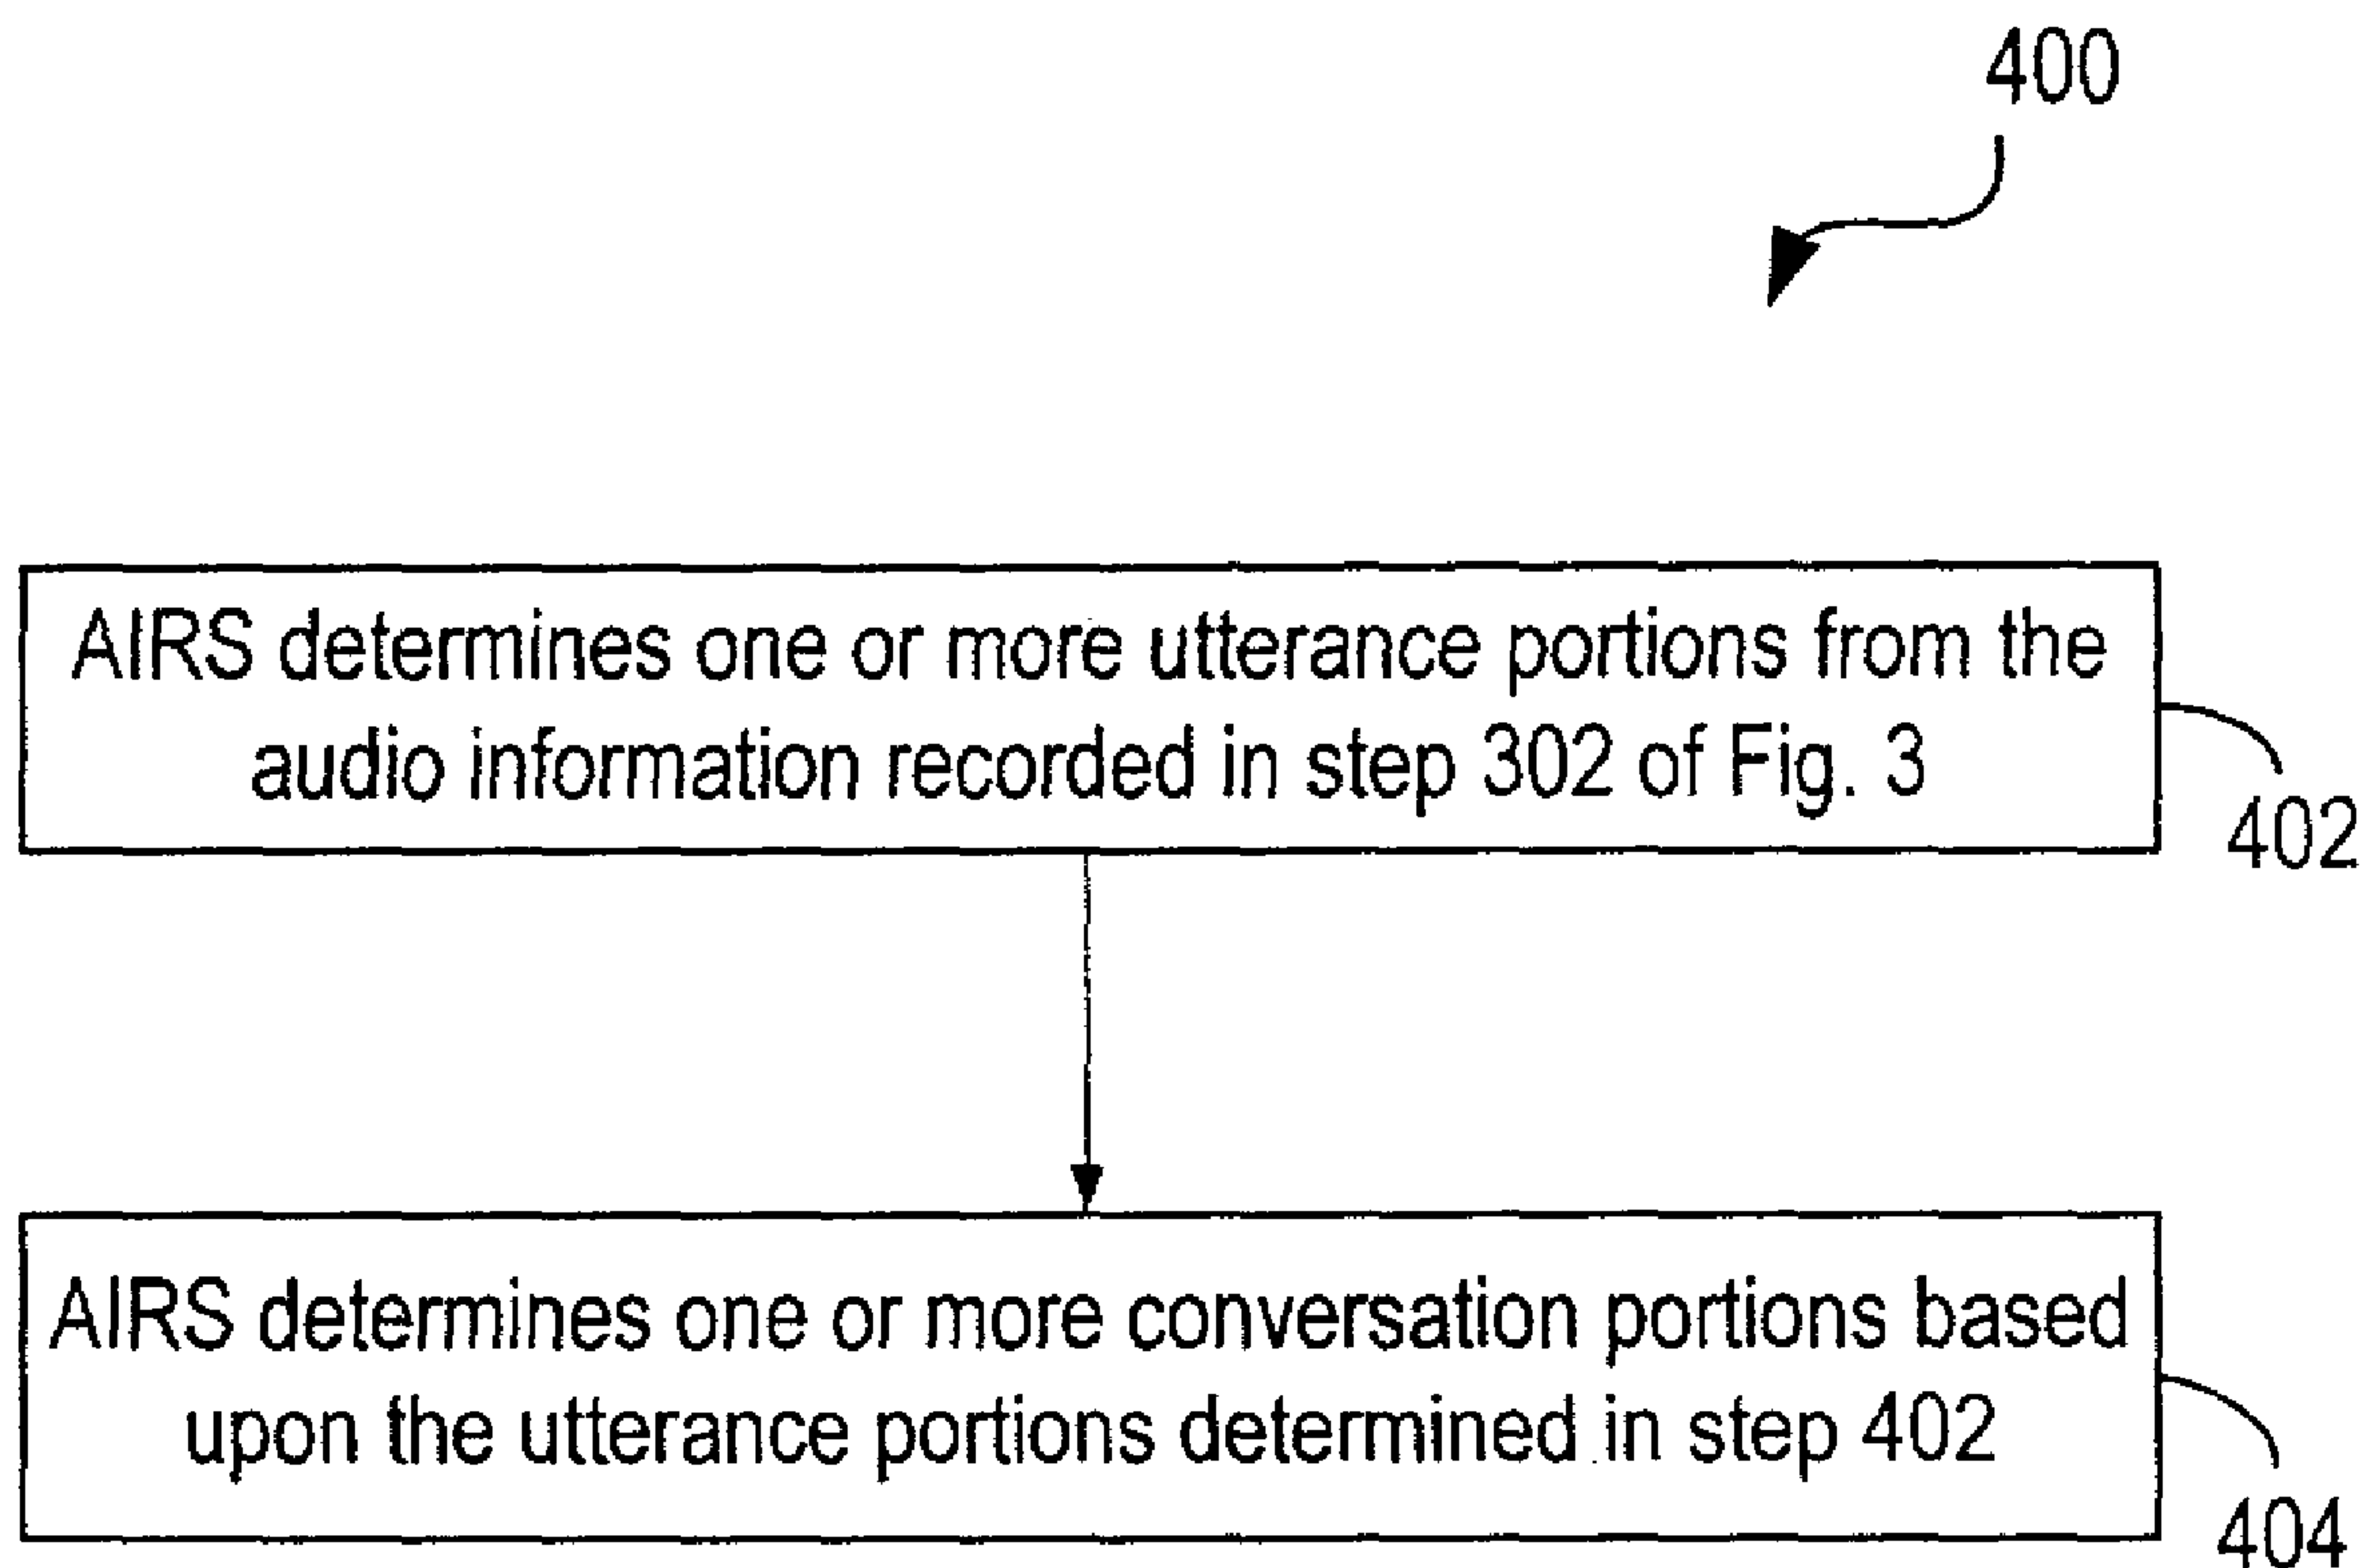 400
AIRS determines one or more utterance portions from the
audio information recorded in step 302 of Fig. 3
402
AIRS determines one or more conversation portions based
upon the utterance portions determined in step 402
404